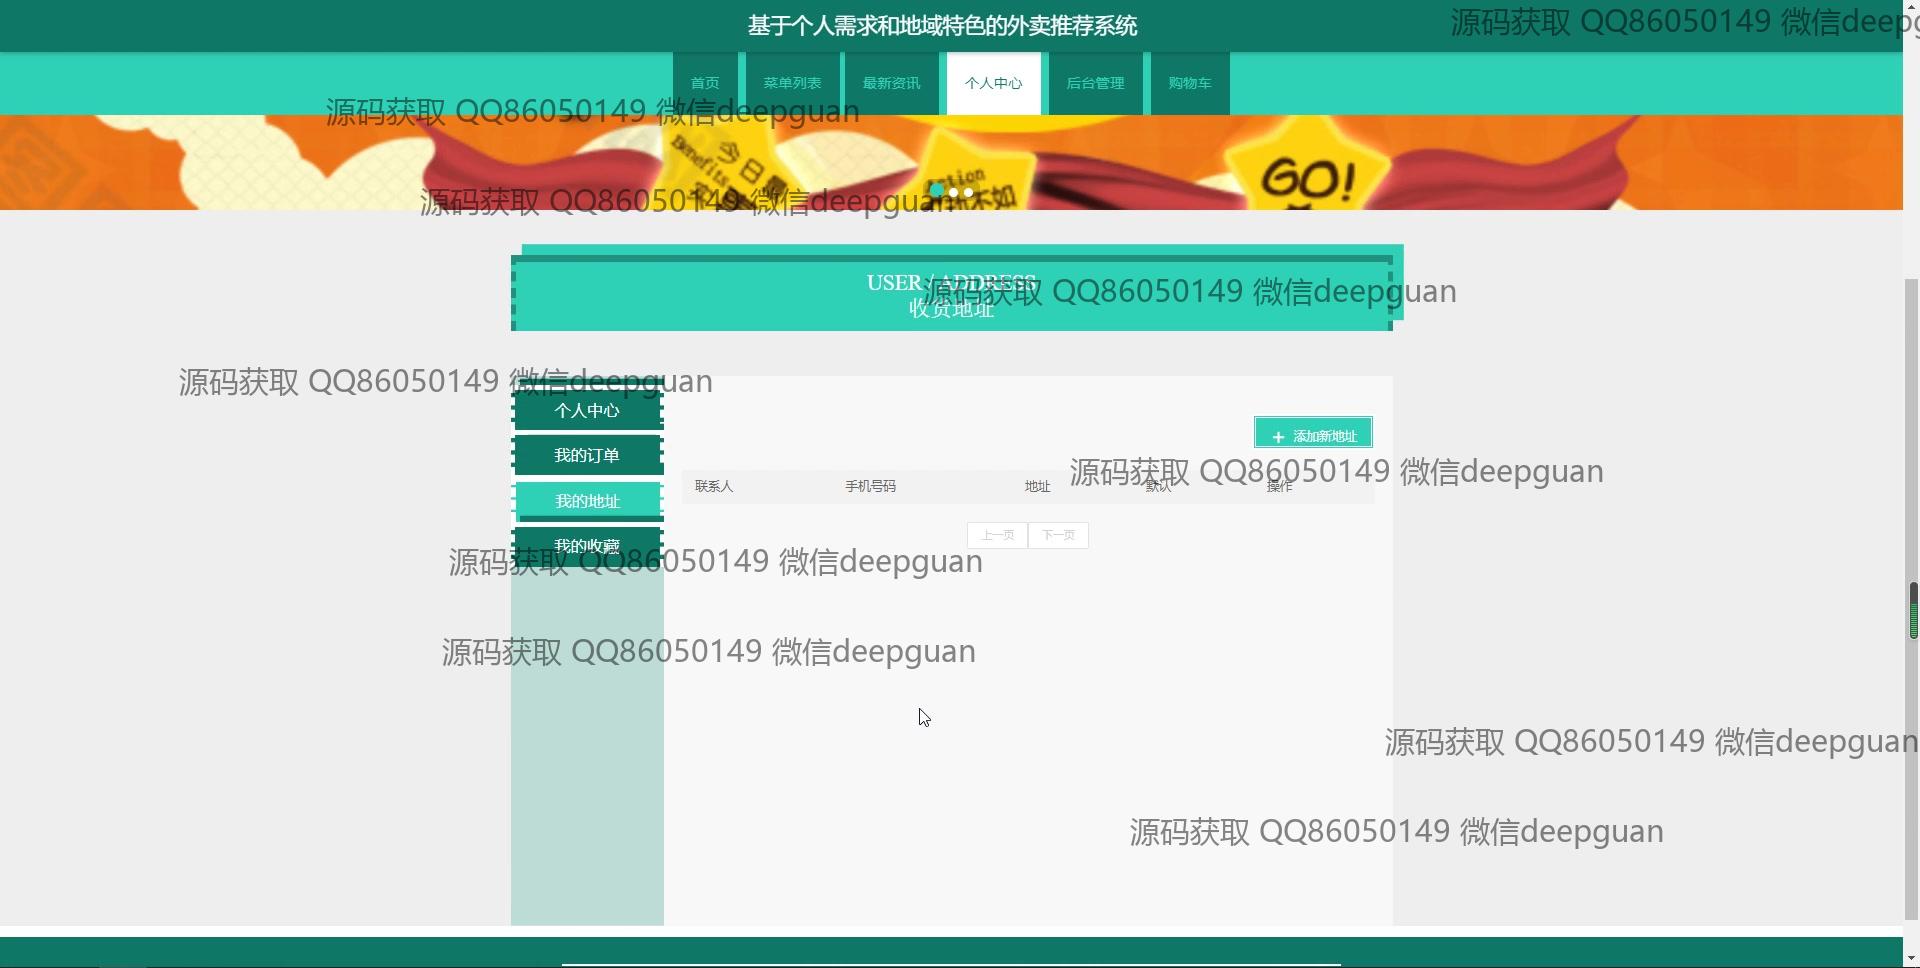 基于个人需求和地域特色的外卖推荐系统
源码获取 QQ86050149 微信deepg
首页 菜单列表 最新资讯 个人中心 后台管理 购物车
源码获取 QQ86050149 微信deepguan
今日
Benefits
GO!
源码获取 QQ86050149 微信deepguan
USER / ADDRESS
源码获取 QQ86050149 微信deepguan
收货地址
源码获取 QQ86050149 微信deepguan
个人中心
添加新地址
我的订单
源码获取 QQ86050149 微信deepguan
联系人 手机号码 地址 默认 操作
我的地址
上一页 下一页
我的收藏
源码获取 QQ86050149 微信deepguan
源码获取 QQ86050149 微信deepguan
源码获取 QQ86050149 微信deepguan
源码获取 QQ86050149 微信deepguan